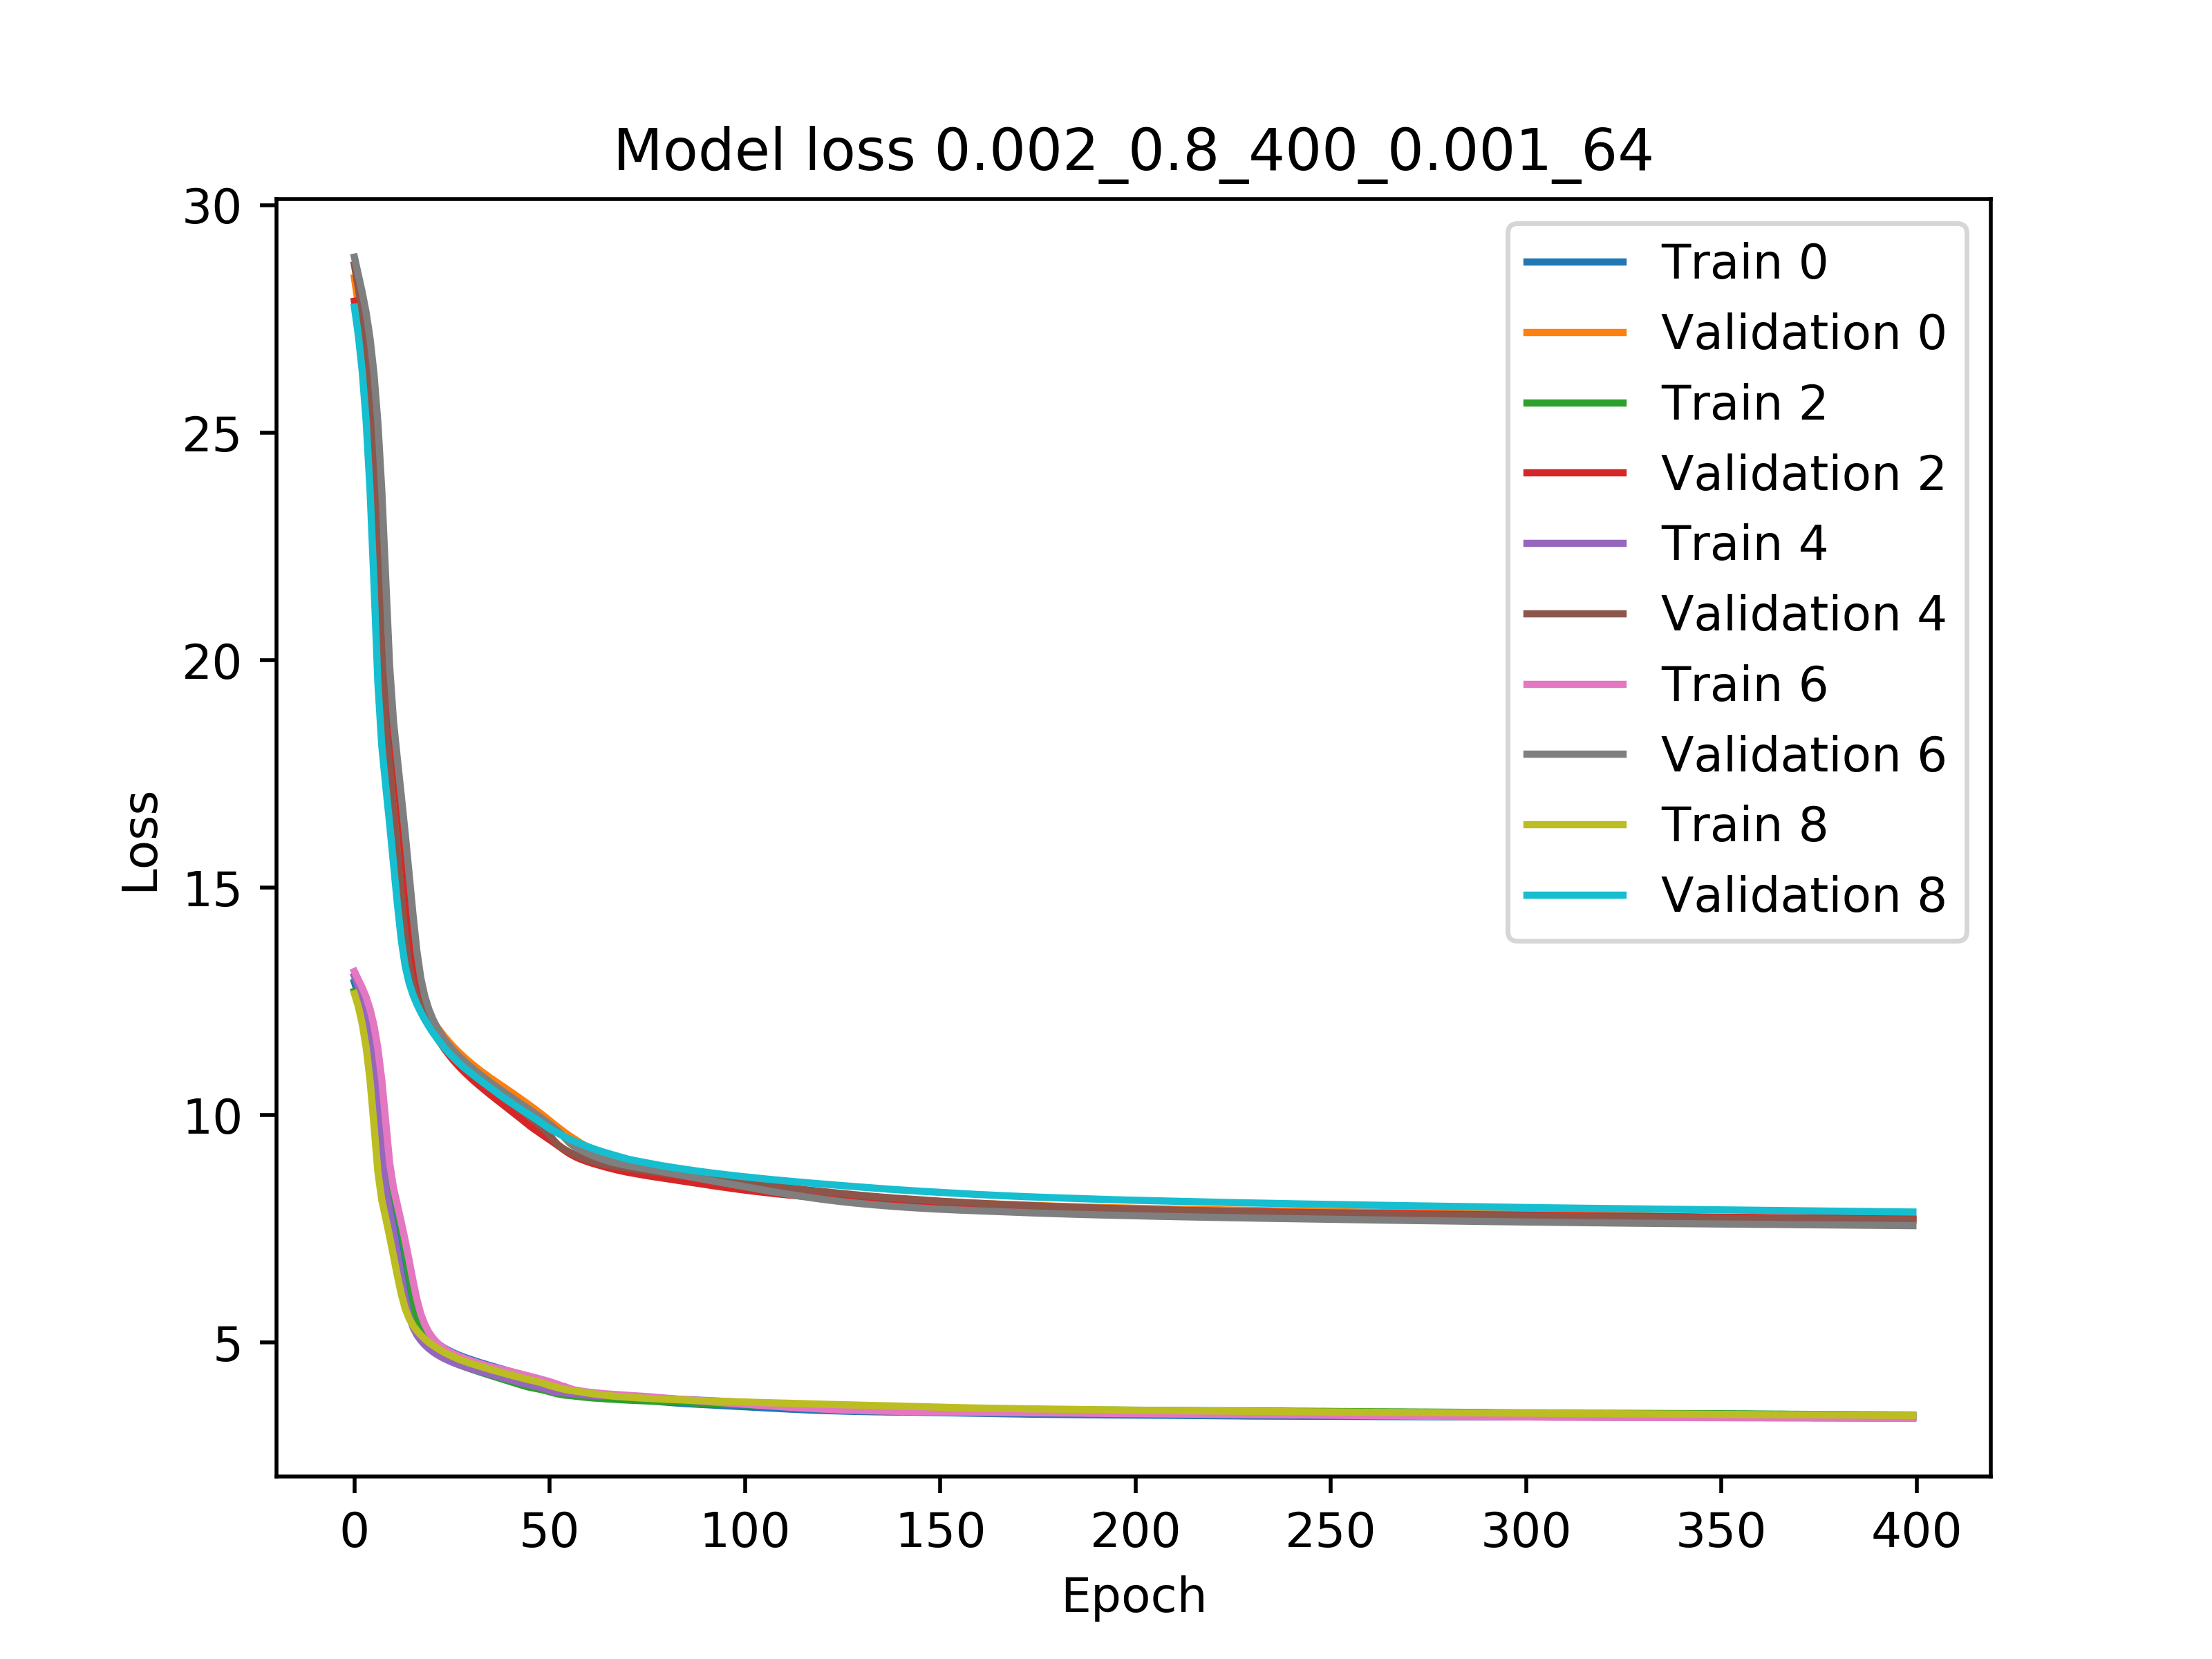 Model loss 0.002_0.8_400_0.001_64
30
25
20
15
10
5
Loss
Train 0
Validation 0
Train 2
Validation 2
Train 4
Validation 4
Train 6
Validation 6
Train 8
Validation 8
0 50 100 150 200 250 300 350 400
Epoch